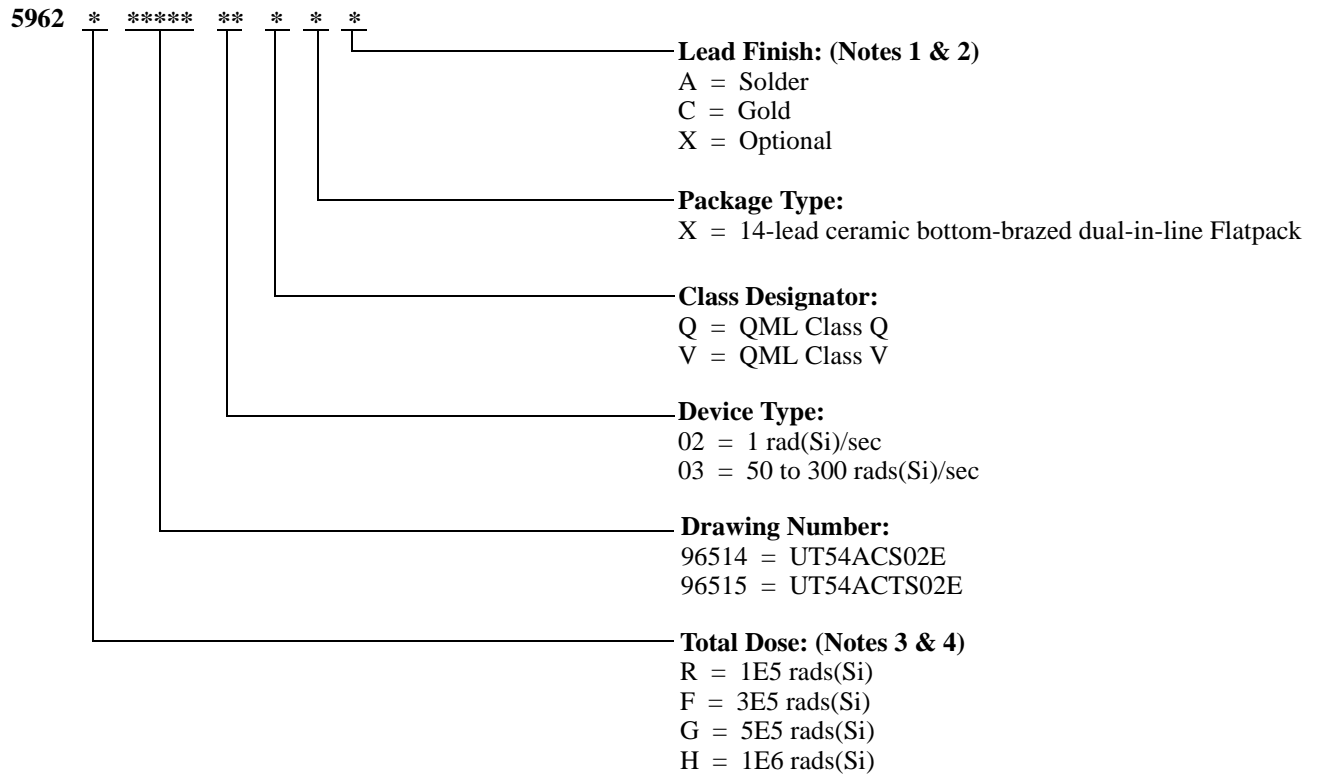 5962 * ***** ** * * *
Lead Finish: (Notes 1 & 2)
A = Solder
C = Gold
X = Optional
Package Type:
X = 14-lead ceramic bottom-brazed dual-in-line Flatpack
Class Designator:
Q = QML Class Q
V = QML Class V
Device Type:
02 = 1 rad(Si)/sec
03 = 50 to 300 rads(Si)/sec
Drawing Number:
96514 = UT54ACS02E
96515 = UT54ACTS02E
Total Dose: (Notes 3 & 4)
R = 1E5 rads(Si)
F = 3E5 rads(Si)
G = 5E5 rads(Si)
H = 1E6 rads(Si)